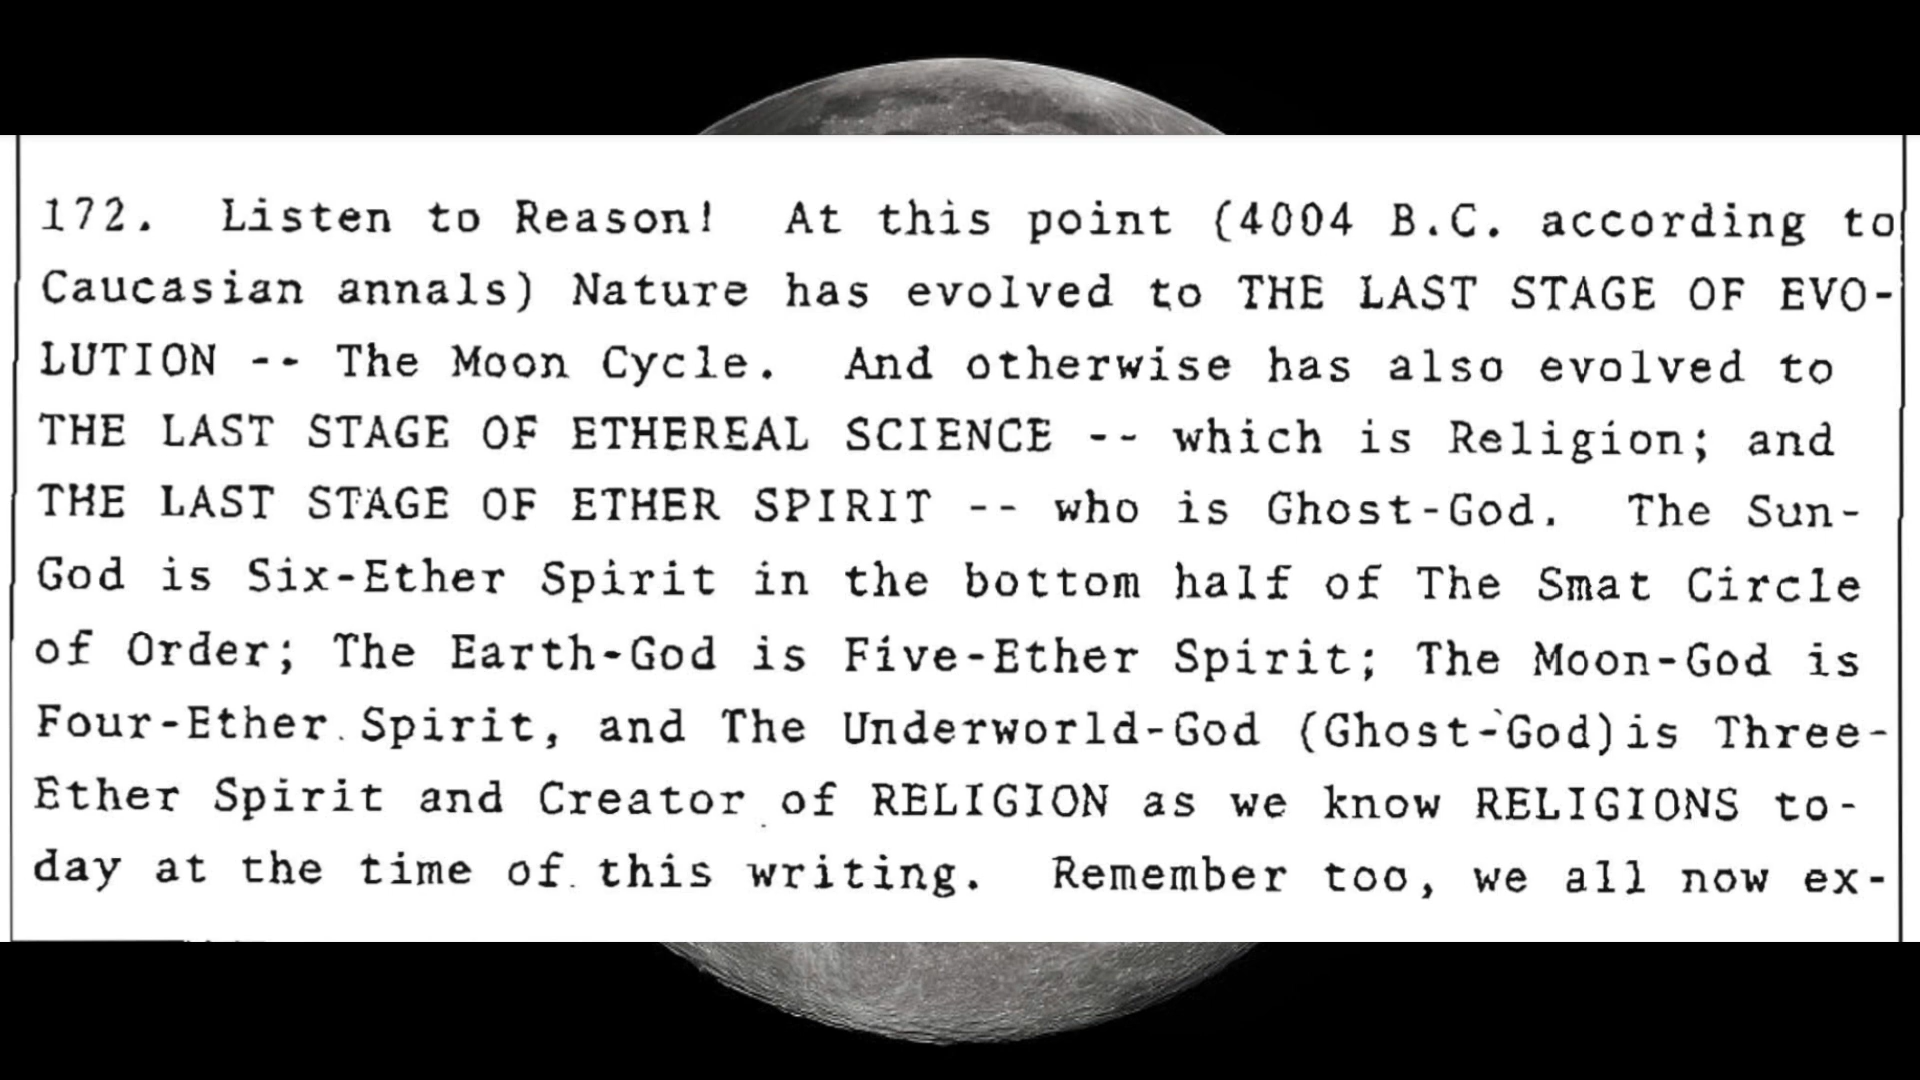 172. Listen to Reason! At this point (4004 B.C. according to
Caucasian annals) Nature has evolved to THE LAST STAGE OF EVO-
LUTION -- The Moon Cycle. And otherwise has also evolved to
THE LAST STAGE OF ETHEREAL SCIENCE -- which is Religion; and
THE LAST STAGE OF ETHER SPIRIT -- who is Ghost-God. The Sun-
God is Six-Ether Spirit in the bottom half of The Smat Circle
of Order; The Earth-God is Five-Ether Spirit; The Moon-God is
Four-Ether Spirit, and The Underworld-God (Ghost-God)is Three-
Ether Spirit and Creator of RELIGION as we know RELIGIONS to-
day at the time of this writing. Remember too, we all now ex-